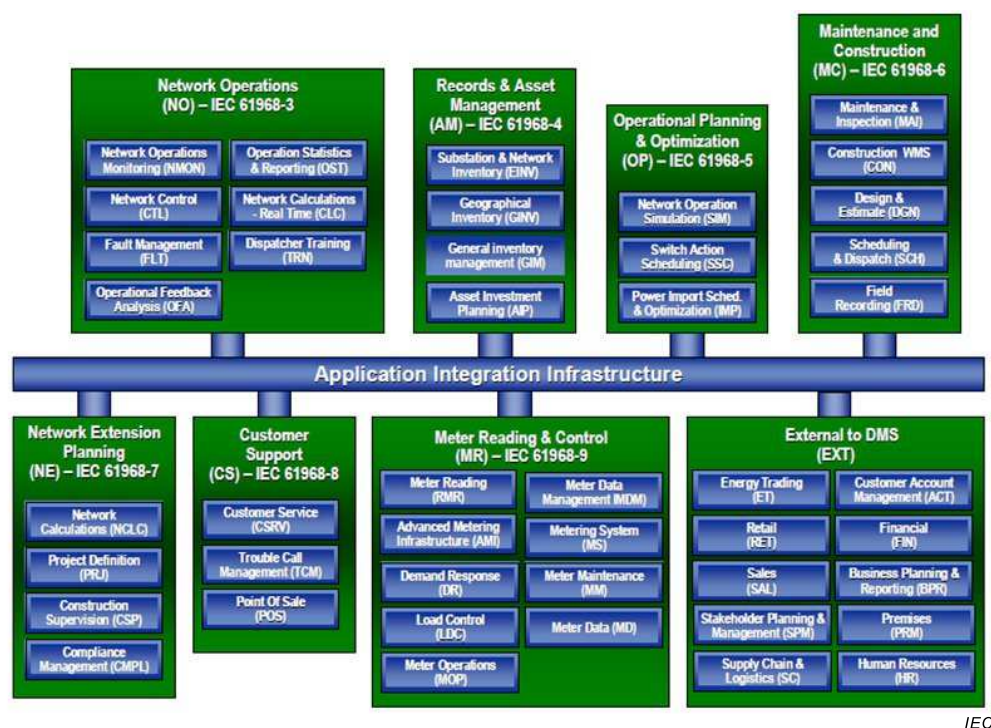 Network Operations
(NO) – IEC 61968-3
Network Operations
Monitoring (NMON)
Operation Statistics
& Reporting (OST)
Network Control
(CTL)
Network Calculations
- Real Time (CLC)
Fault Management
(FLT)
Dispatcher Training
(TRN)
Operational Feedback
Analysis (OFA)
Records & Asset
Management
(AM) – IEC 61968-4
Substation & Network
Inventory (EINV)
Geographical
Inventory (GINV)
General inventory
management (GIM)
Asset Investment
Planning (AIP)
Operational Planning
& Optimization
(OP) – IEC 61968-5
Network Operation
Simulation (SIM)
Switch Action
Scheduling (SSC)
Power Import Sched.
& Optimization (IMP)
Maintenance and
Construction
(MC) – IEC 61968-6
Maintenance &
Inspection (MAI)
Construction WMS
(CON)
Design &
Estimate (DGN)
Scheduling
& Dispatch (SCH)
Field
Recording (FRD)
Application Integration Infrastructure
Network Extension
Planning
(NE) – IEC 61968-7
Network
Calculations (NCLC)
Project Definition
(PRJ)
Construction
Supervision (CSP)
Compliance
Management (CMPL)
Customer
Support
(CS) – IEC 61968-8
Customer Service
(CSRV)
Trouble Call
Management (TCM)
Point Of Sale
(POS)
Meter Reading & Control
(MR) – IEC 61968-9
Meter Reading
(RMR)
Meter Data
Management IMDM)
Advanced Metering
Infrastructure (AMI)
Metering System
(MS)
Demand Response
(DR)
Meter Maintenance
(MM)
Load Control
(LDC)
Meter Data (MD)
Meter Operations
(MOP)
External to DMS
(EXT)
Energy Trading
(ET)
Customer Account
Management (ACT)
Retail
(RET)
Financial
(FIN)
Sales
(SAL)
Business Planning &
Reporting (BPR)
Stakeholder Planning &
Management (SPM)
Premises
(PRM)
Supply Chain &
Logistics (SC)
Human Resources
(HR)
IEC